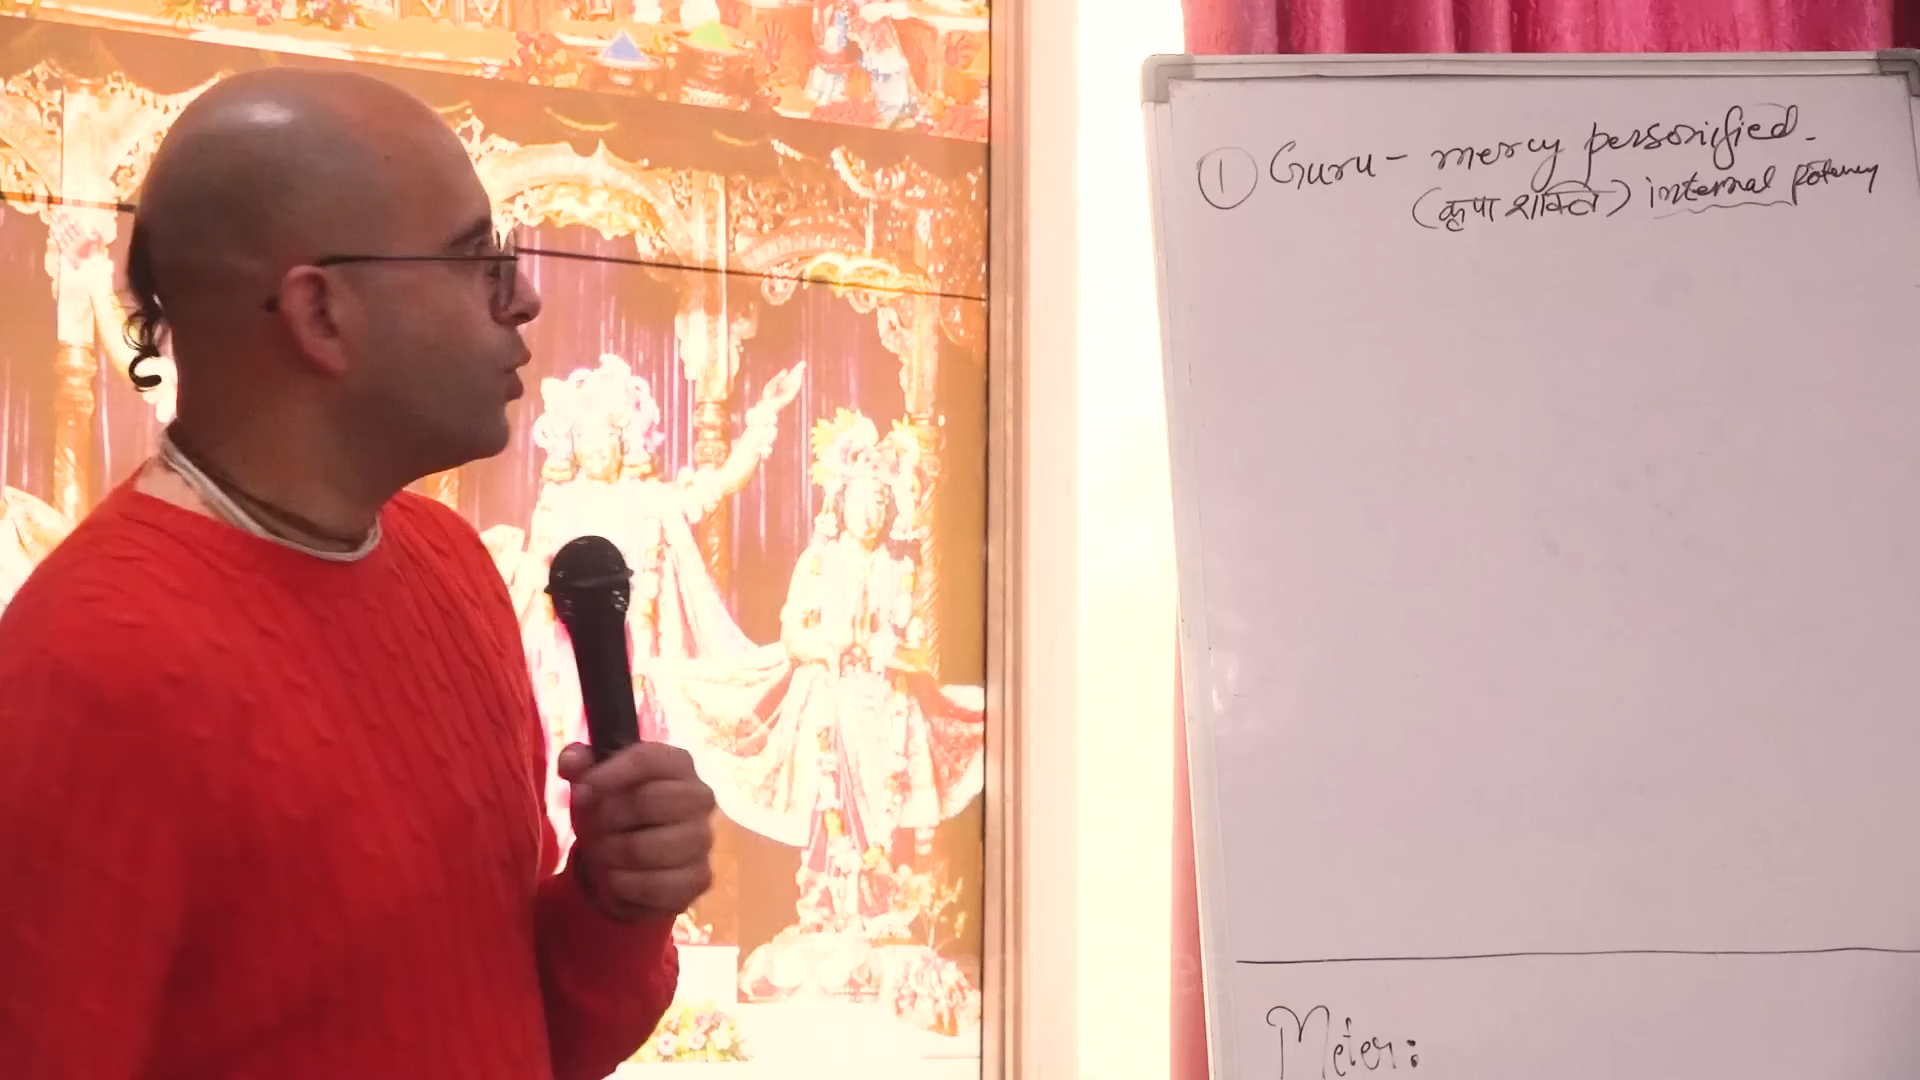 ① Guru - mercy personified.
(कृपा शक्ति) internal potency
Meter: